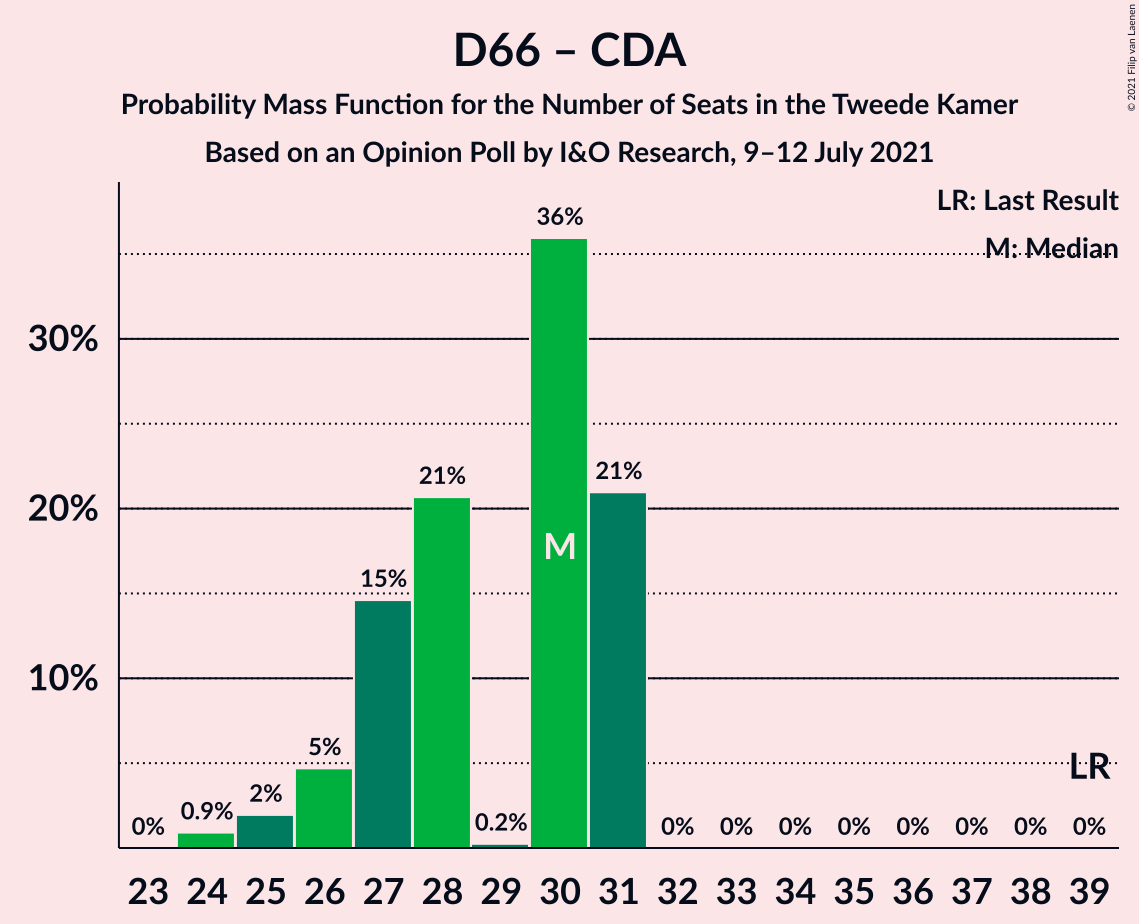 D66 – CDA
Probability Mass Function for the Number of Seats in the Tweede Kamer
Based on an Opinion Poll by I&O Research, 9–12 July 2021
© 2021 Filip van Laenen
LR: Last Result
M: Median
30%
20%
10%
0%
0.9%
2%
5%
15%
21%
0.2%
36%
M
21%
0%
0%
0%
0%
0%
0%
0%
0%
LR
23 24 25 26 27 28 29 30 31 32 33 34 35 36 37 38 39